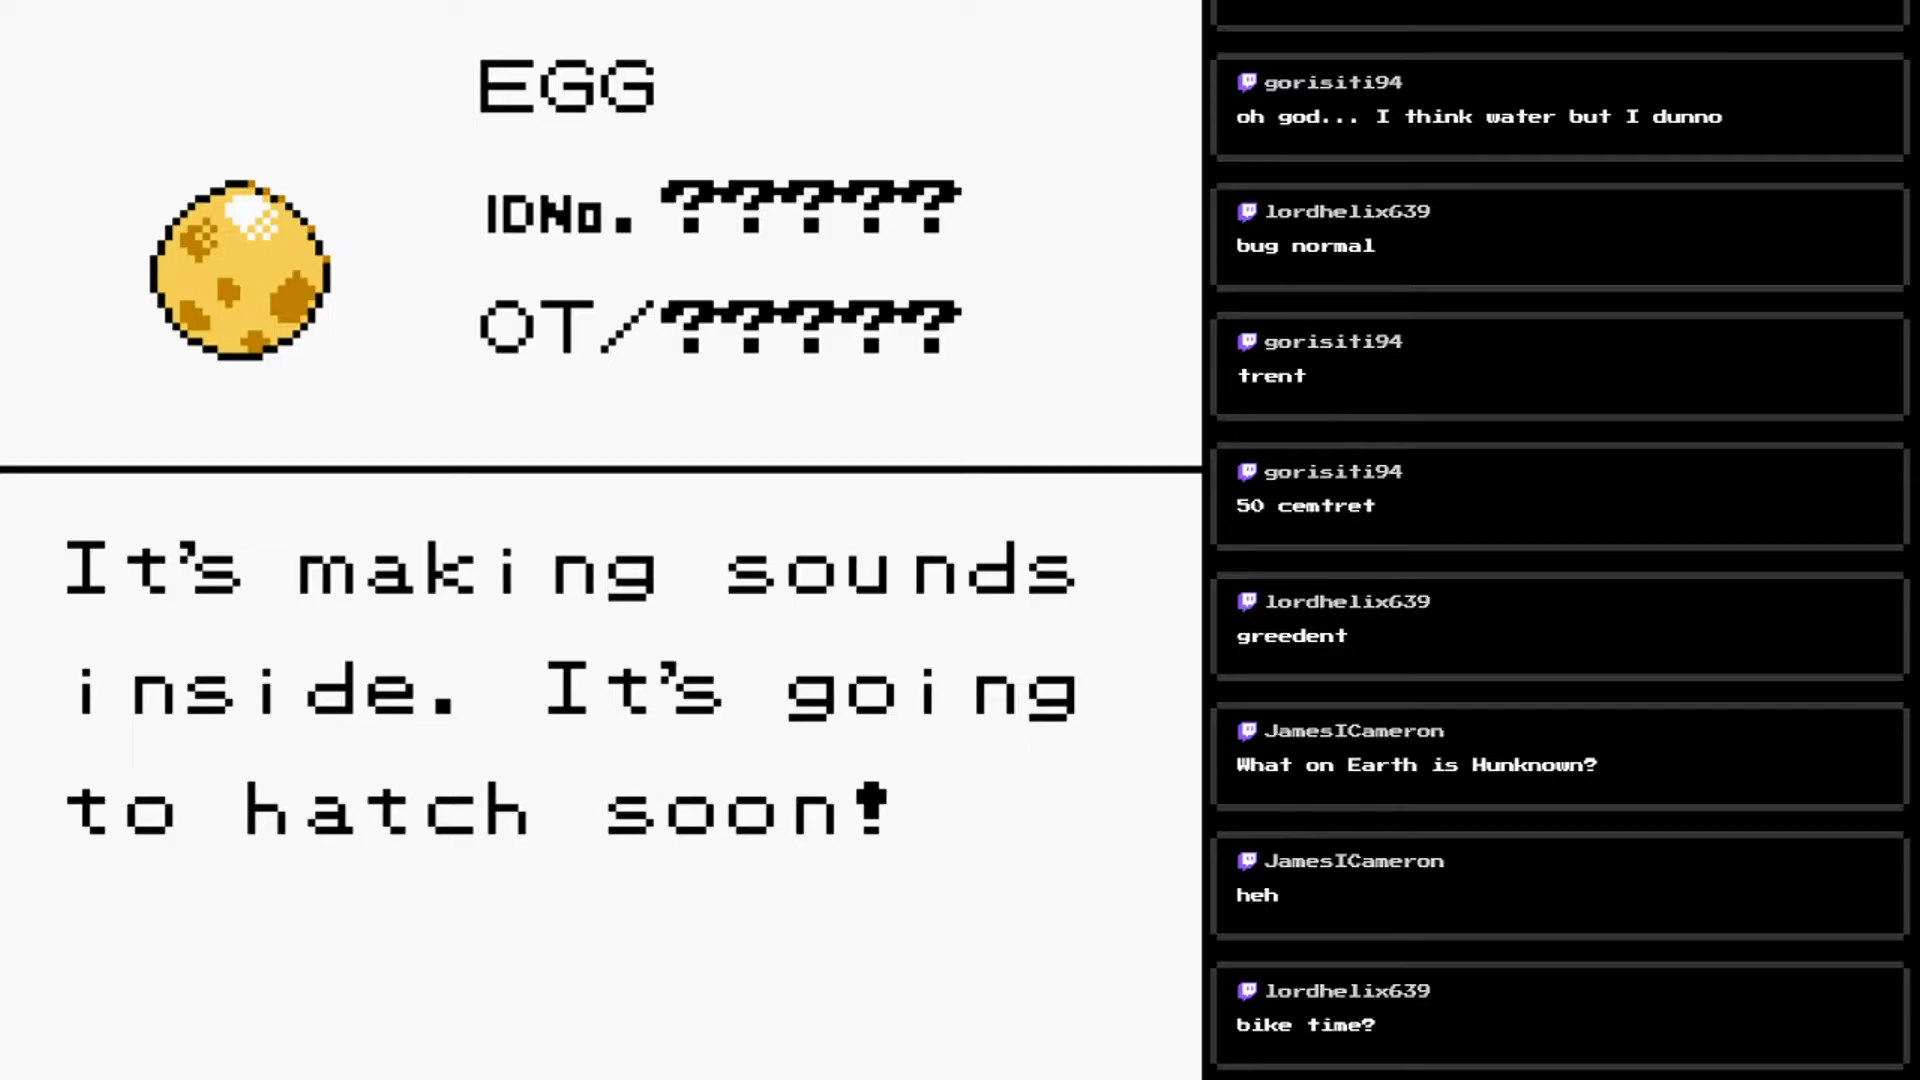 EGG
IDNo. ?????
OT/?????
It's making sounds
inside. It's going
to hatch soon!
gorisiti94
oh god... I think water but I dunno
lordhelix639
bug normal
gorisiti94
trent
gorisiti94
50 cemtret
lordhelix639
greedent
JamesICameron
What on Earth is Hunknown?
JamesICameron
heh
lordhelix639
bike time?